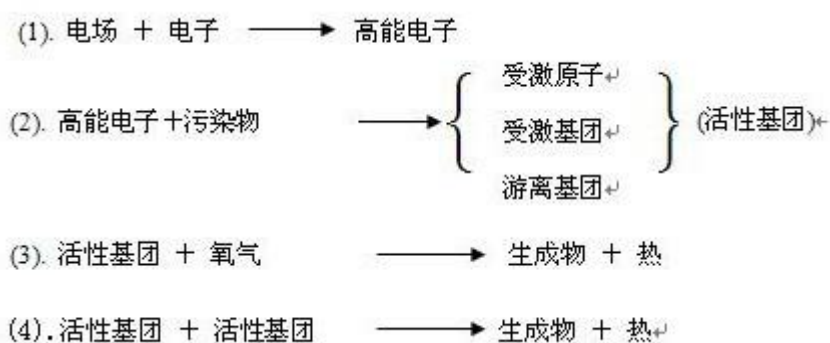 (1). 电场 + 电子 ⟶ 高能电子
受激原子↵
(2). 高能电子+污染物 ⟶ { 受激基团↵ } (活性基团)↵
游离基团↵
(3). 活性基团 + 氧气 ⟶ 生成物 + 热
(4).活性基团 + 活性基团 ⟶ 生成物 + 热↵